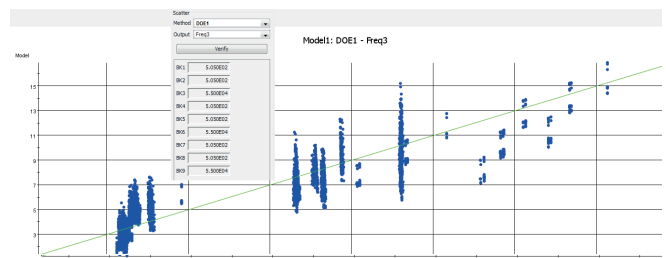 Scatter
Method DOE1
Output Freq3
Verify
Model1: DOE1 - Freq3
Model
BK1 5.050E02
BK2 5.050E02
BK3 5.500E04
BK4 5.050E02
BK5 5.050E02
BK6 5.500E04
BK7 5.050E02
BK8 5.050E02
BK9 5.500E04
15
13
11
9
7
5
3